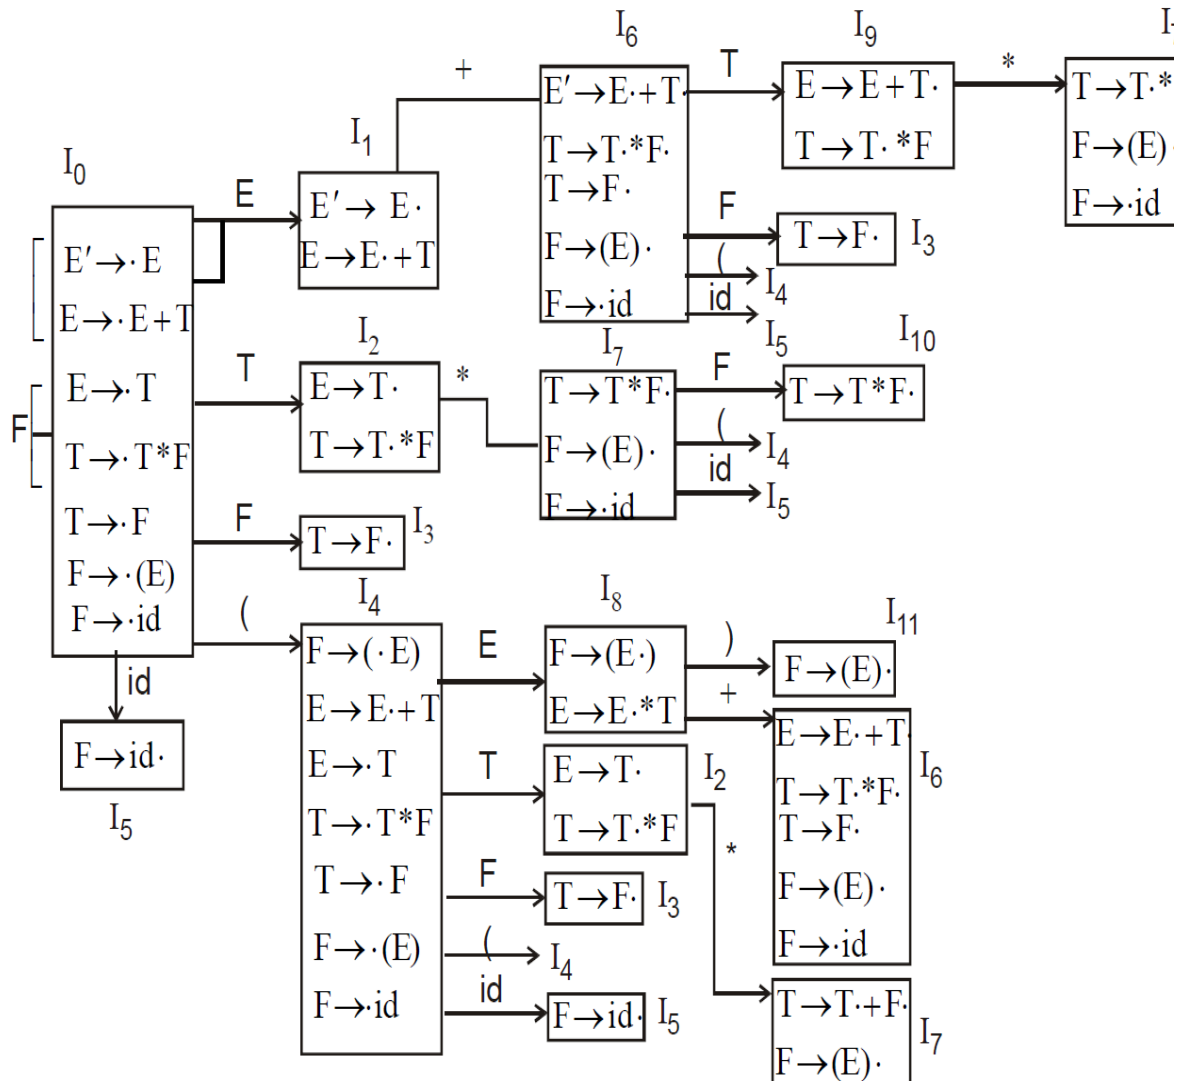 I₀
E′→·E
E→·E+T
E→·T
T→·T*F
T→·F
F→·(E)
F→·id
F
id
F→id·
I₅
E
I₁
E′→ E·
E→E·+T
+
I₆
E′→E·+T·
T→T·*F·
T→F·
F→(E)·
F→·id
T
I₉
E→E+T·
T→T·*F
*
I
T→T·*
F→(E)·
F→·id
F
T→F·
I₃
(
I₄
id
I₅
T
I₂
E→T·
T→T·*F
*
I₇
T→T*F·
F→(E)·
F→·id
F
I₁₀
T→T*F·
(
I₄
id
I₅
F
T→F·
I₃
(
I₄
F→(·E)
E→E·+T
E→·T
T→·T*F
T→·F
F→·(E)
F→·id
E
I₈
F→(E·)
E→E·*T
)
I₁₁
F→(E)·
+
E→E·+T·
T→T·*F·
T→F·
F→(E)·
F→·id
I₆
T
E→T·
T→T·*F
I₂
*
T→T·+F·
F→(E)·
I₇
F
T→F·
I₃
(
I₄
id
F→id·
I₅